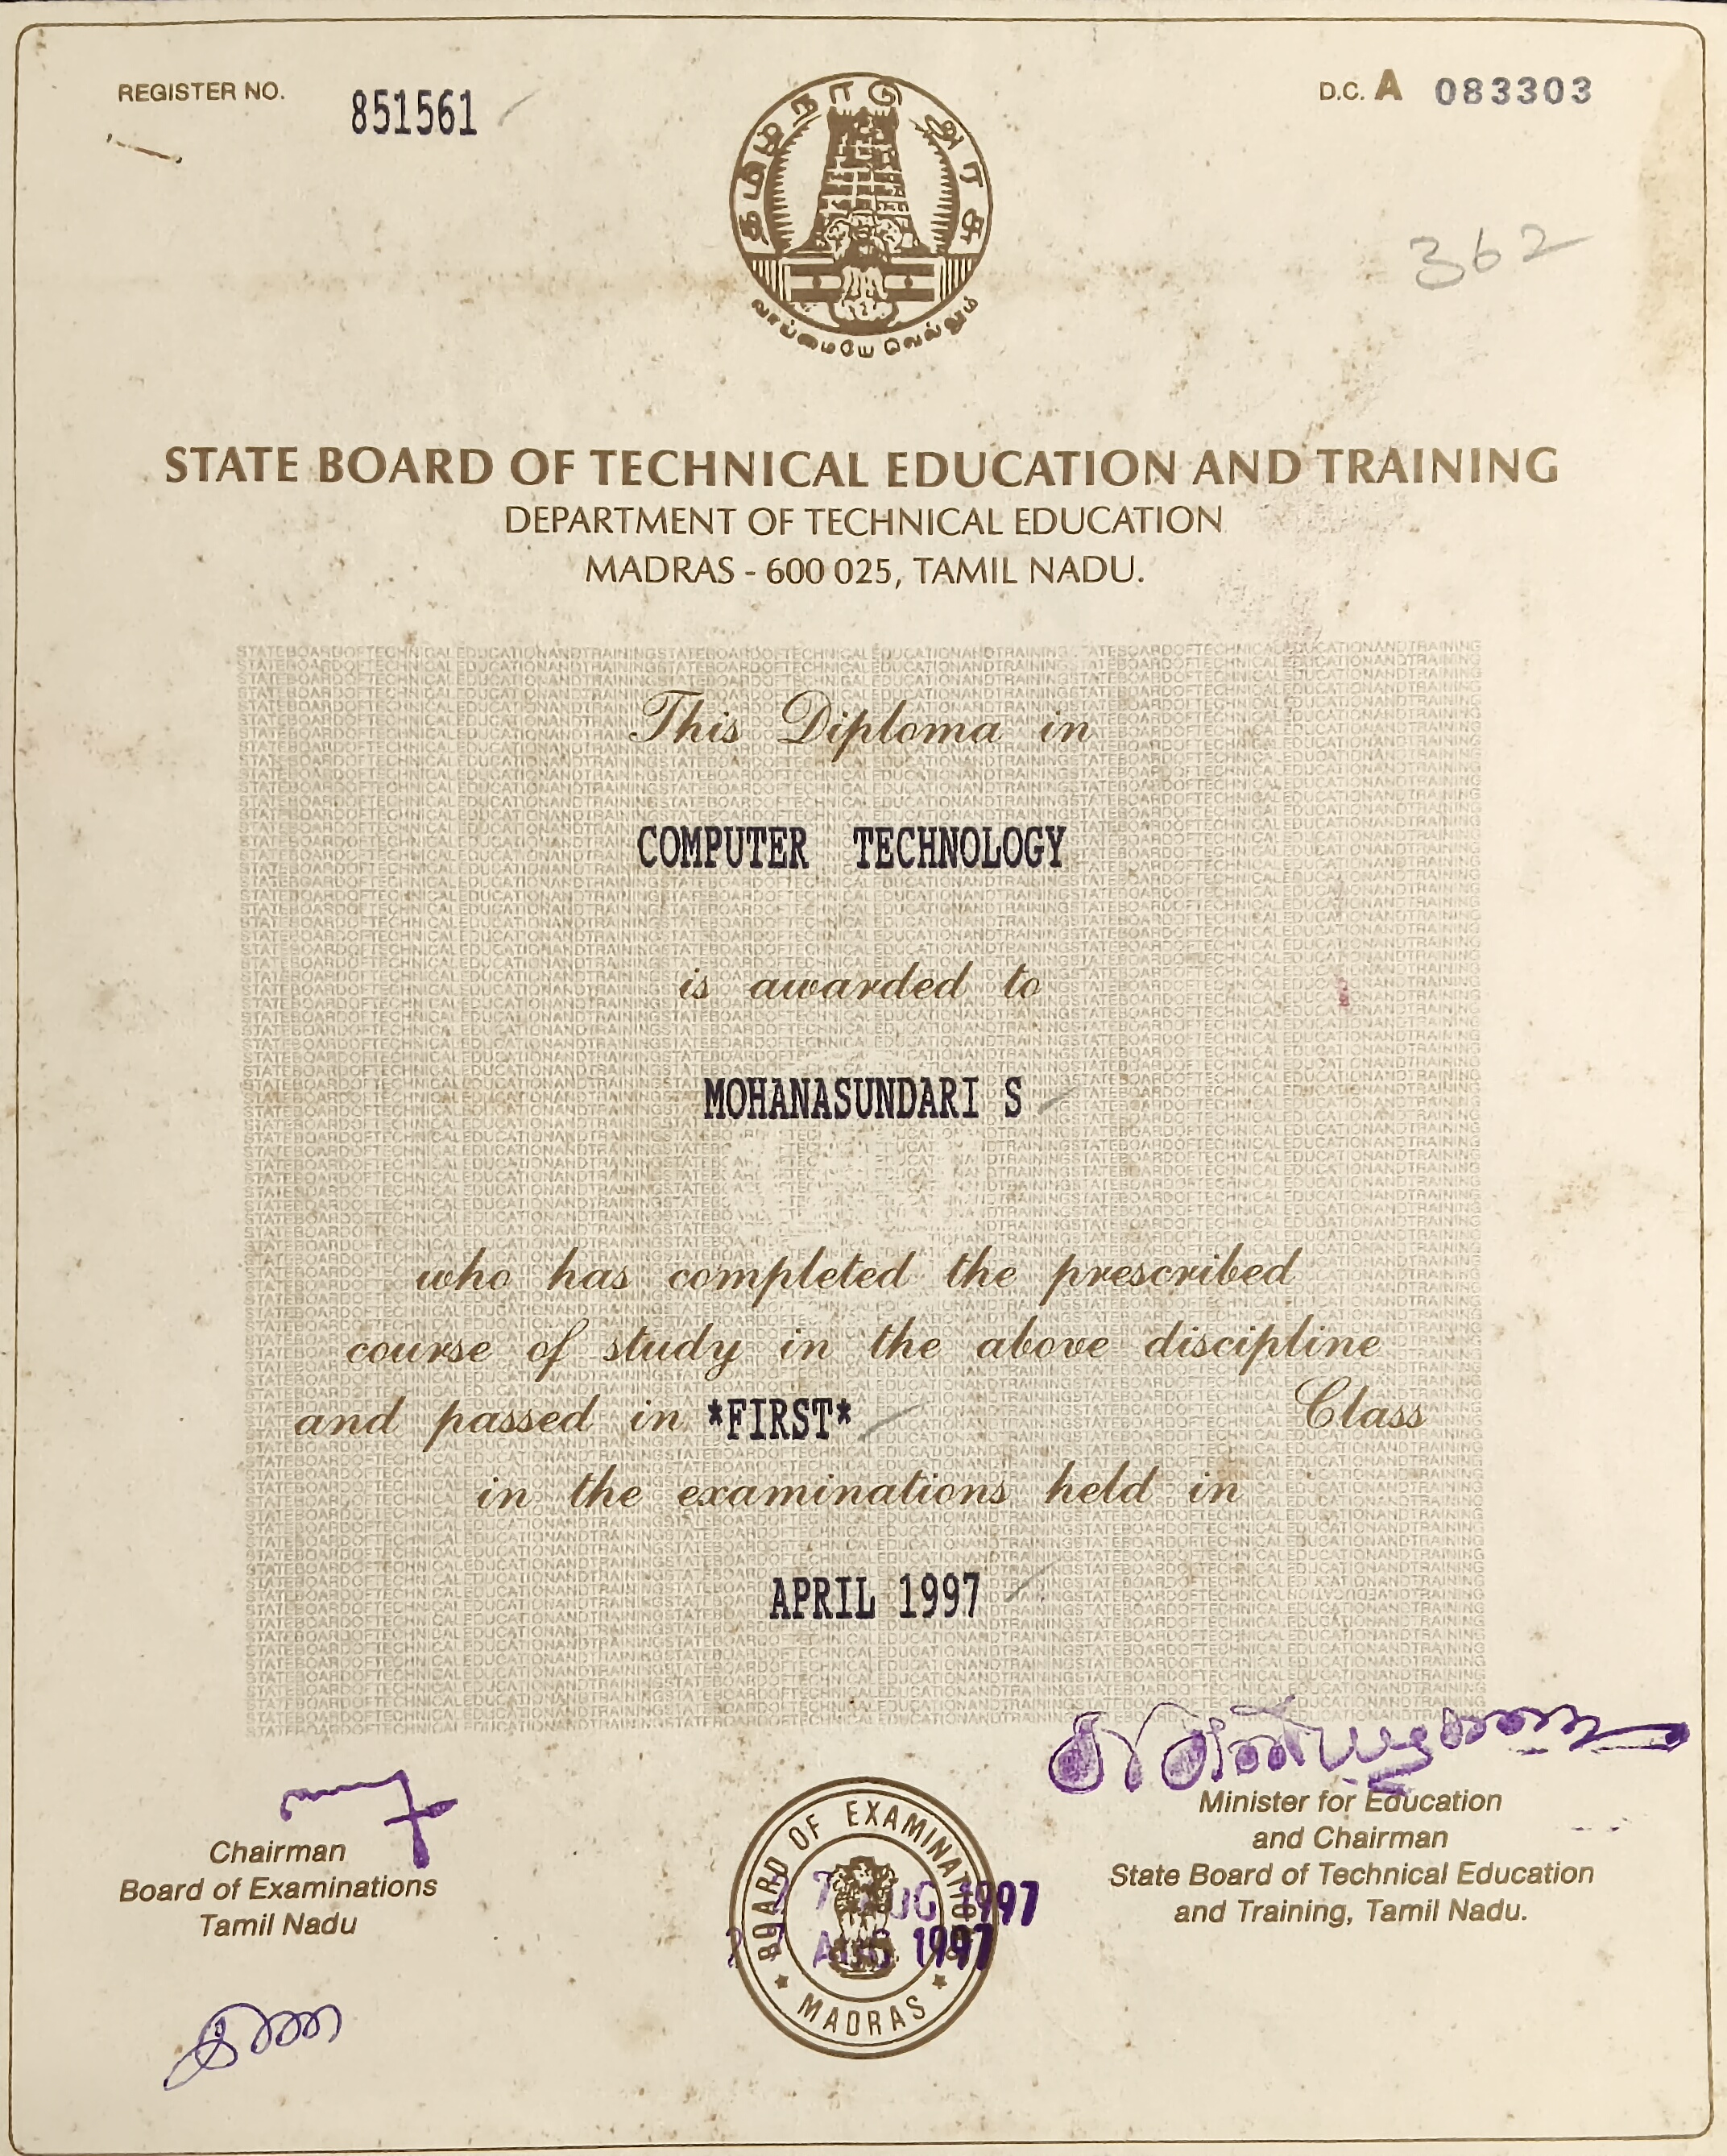 REGISTER NO. 851561
D.C. A 083303
தமிழ் நாடு அரசு
வாய்மையே வெல்லும்
362
STATE BOARD OF TECHNICAL EDUCATION AND TRAINING
DEPARTMENT OF TECHNICAL EDUCATION
MADRAS - 600 025, TAMIL NADU.
This Diploma in
COMPUTER TECHNOLOGY
is awarded to
MOHANASUNDARI S
who has completed the prescribed
course of study in the above discipline
and passed in *FIRST* Class
in the examinations held in
APRIL 1997
Chairman
Board of Examinations
Tamil Nadu
BOARD OF EXAMINATIONS
MADRAS
AUG 1997
AUG 1997
Minister for Education
and Chairman
State Board of Technical Education
and Training, Tamil Nadu.